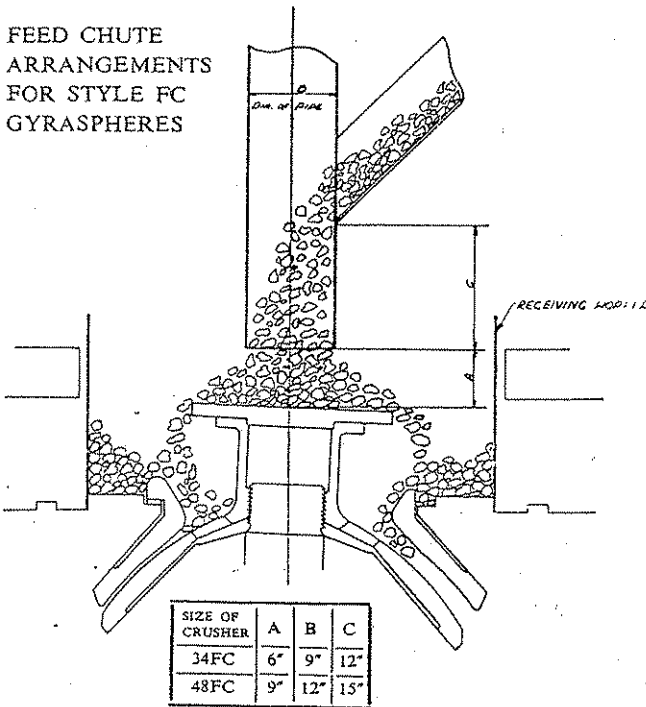 FEED CHUTE
ARRANGEMENTS
FOR STYLE FC
GYRASPHERES
DIA. OF PIPE
RECEIVING
A
SIZE OF CRUSHER A B C
34FC 6" 9" 12"
48FC 9" 12" 15"